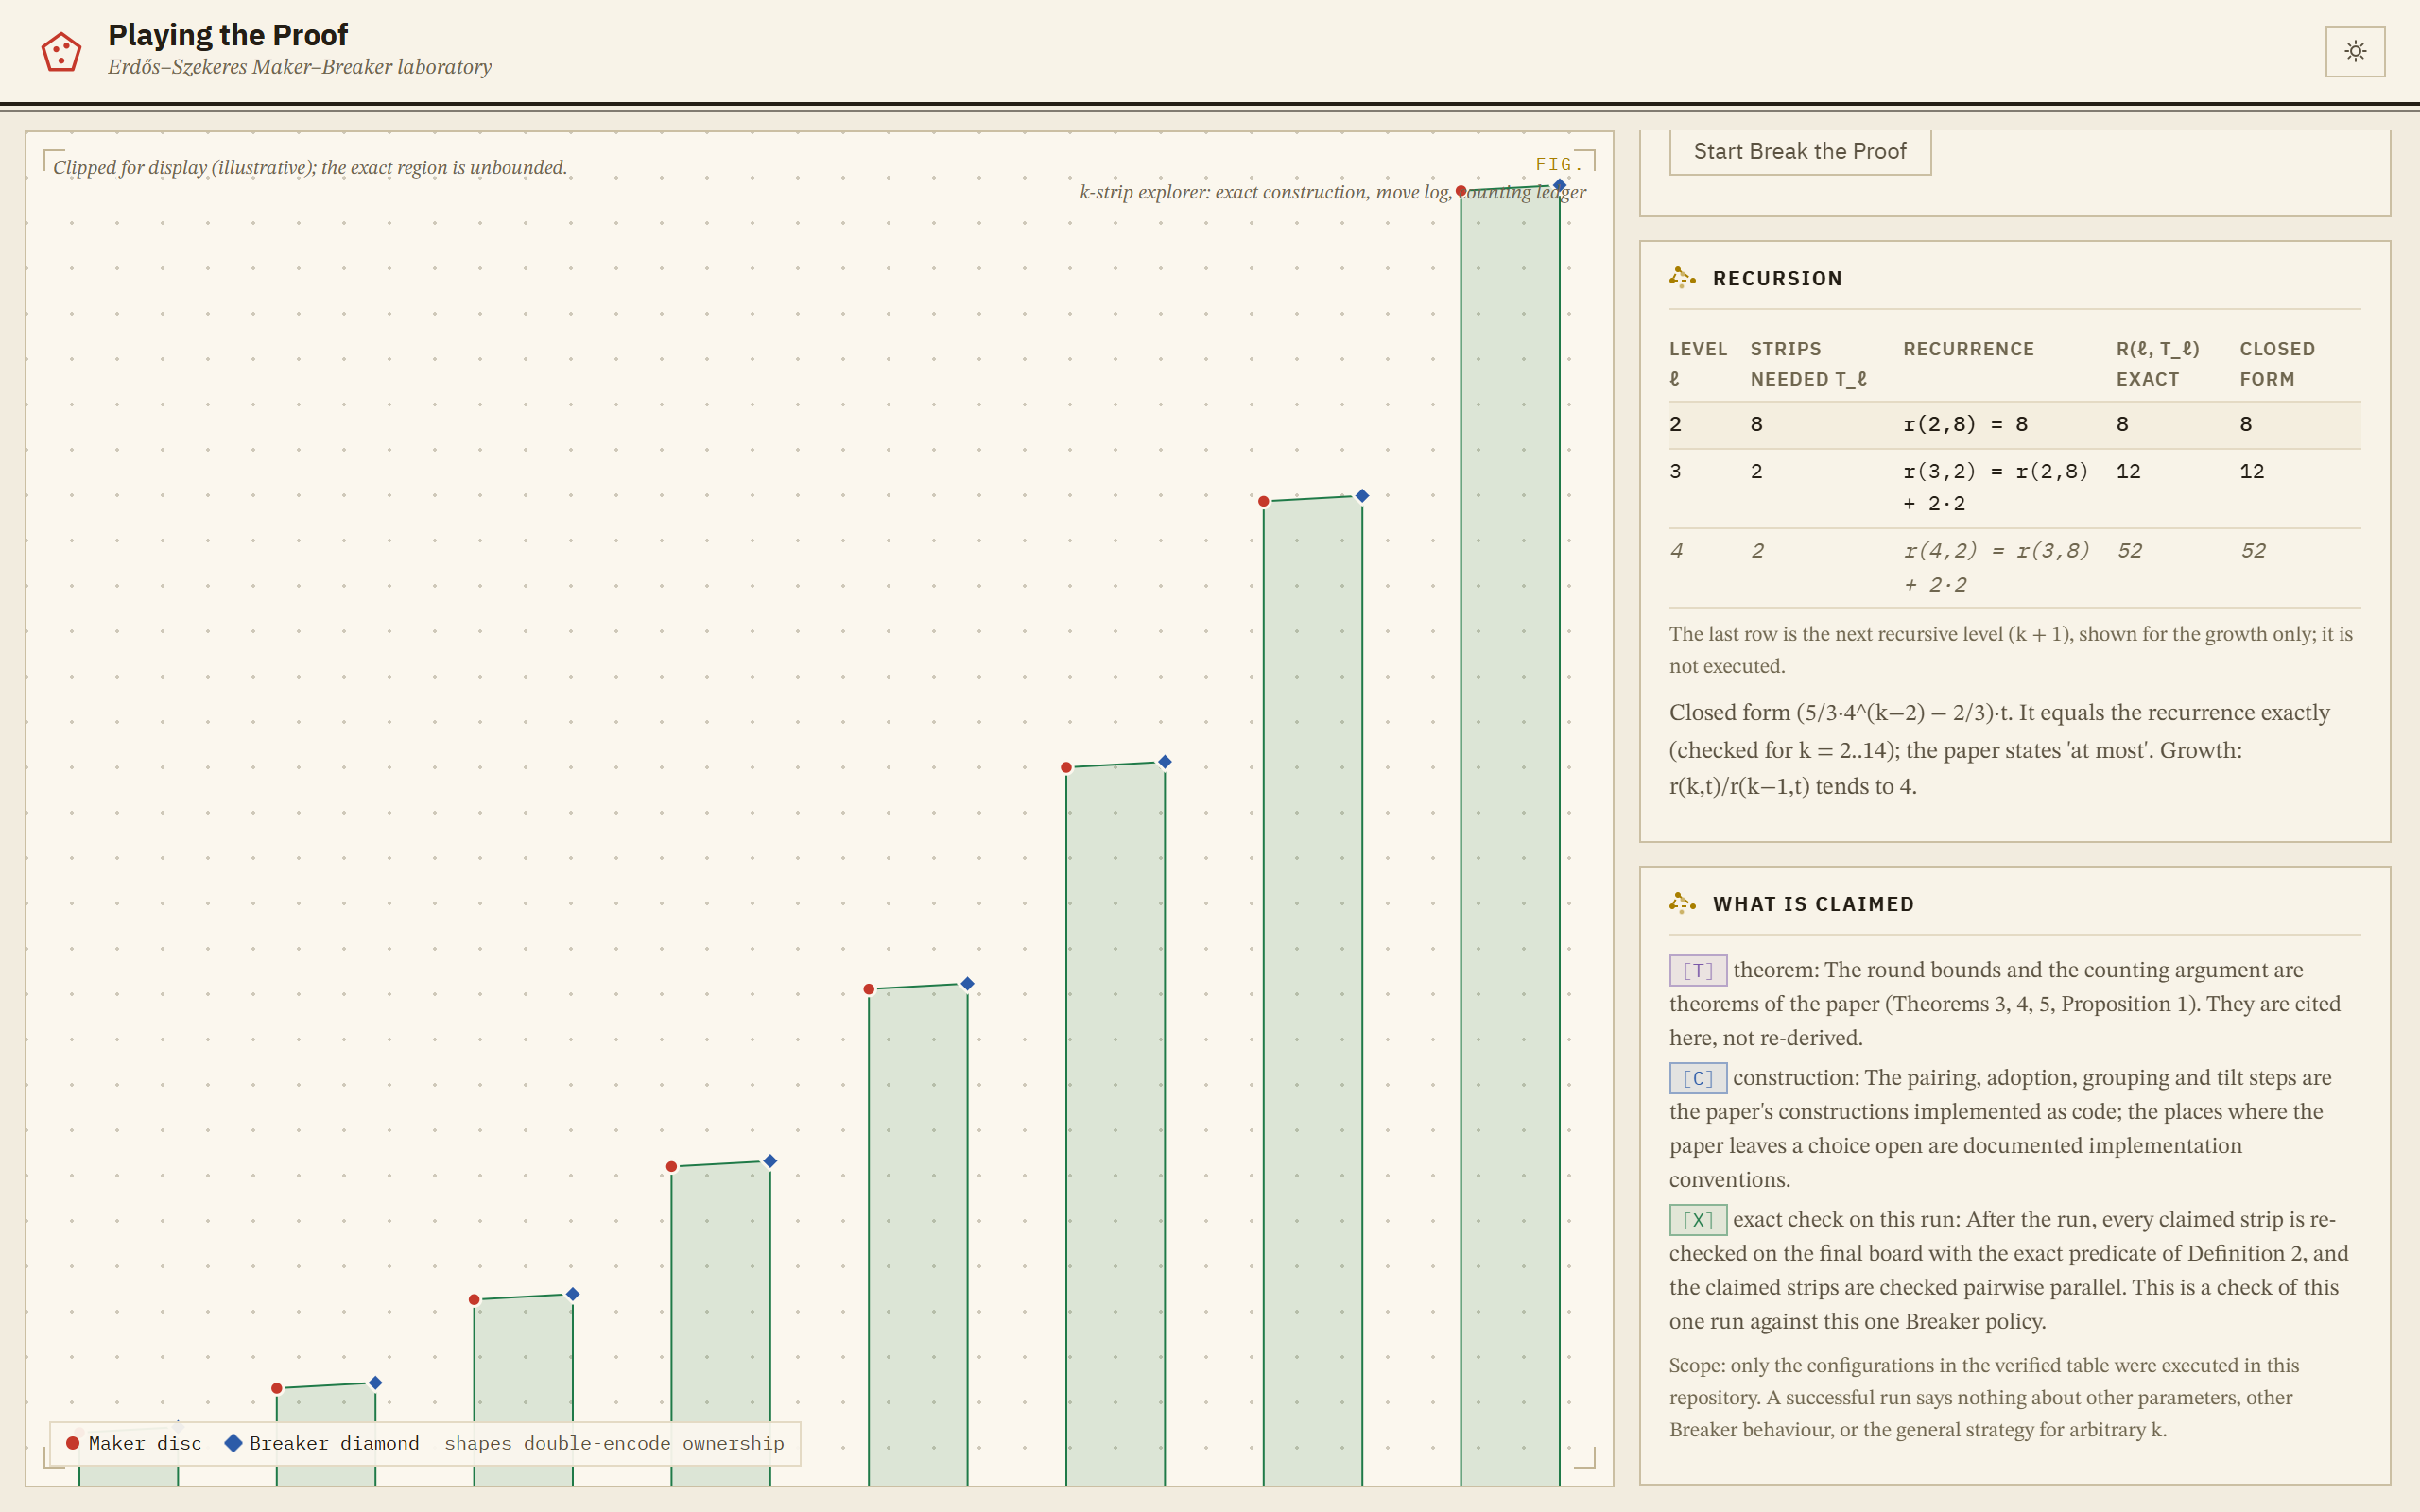 Playing the Proof
Erdős–Szekeres Maker–Breaker laboratory
Clipped for display (illustrative); the exact region is unbounded.
FIG.
k-strip explorer: exact construction, move log, counting ledger
Maker disc Breaker diamond shapes double-encode ownership
Start Break the Proof
RECURSION
LEVEL STRIPS RECURRENCE R(ℓ, T_ℓ) CLOSED
ℓ NEEDED T_ℓ EXACT FORM
2 8 r(2,8) = 8 8 8
3 2 r(3,2) = r(2,8) 12 12
+ 2·2
4 2 r(4,2) = r(3,8) 52 52
+ 2·2
The last row is the next recursive level (k + 1), shown for the growth only; it is
not executed.
Closed form (5/3·4^(k−2) − 2/3)·t. It equals the recurrence exactly
(checked for k = 2..14); the paper states 'at most'. Growth:
r(k,t)/r(k−1,t) tends to 4.
WHAT IS CLAIMED
[T] theorem: The round bounds and the counting argument are
theorems of the paper (Theorems 3, 4, 5, Proposition 1). They are cited
here, not re-derived.
[C] construction: The pairing, adoption, grouping and tilt steps are
the paper's constructions implemented as code; the places where the
paper leaves a choice open are documented implementation
conventions.
[X] exact check on this run: After the run, every claimed strip is re-
checked on the final board with the exact predicate of Definition 2, and
the claimed strips are checked pairwise parallel. This is a check of this
one run against this one Breaker policy.
Scope: only the configurations in the verified table were executed in this
repository. A successful run says nothing about other parameters, other
Breaker behaviour, or the general strategy for arbitrary k.